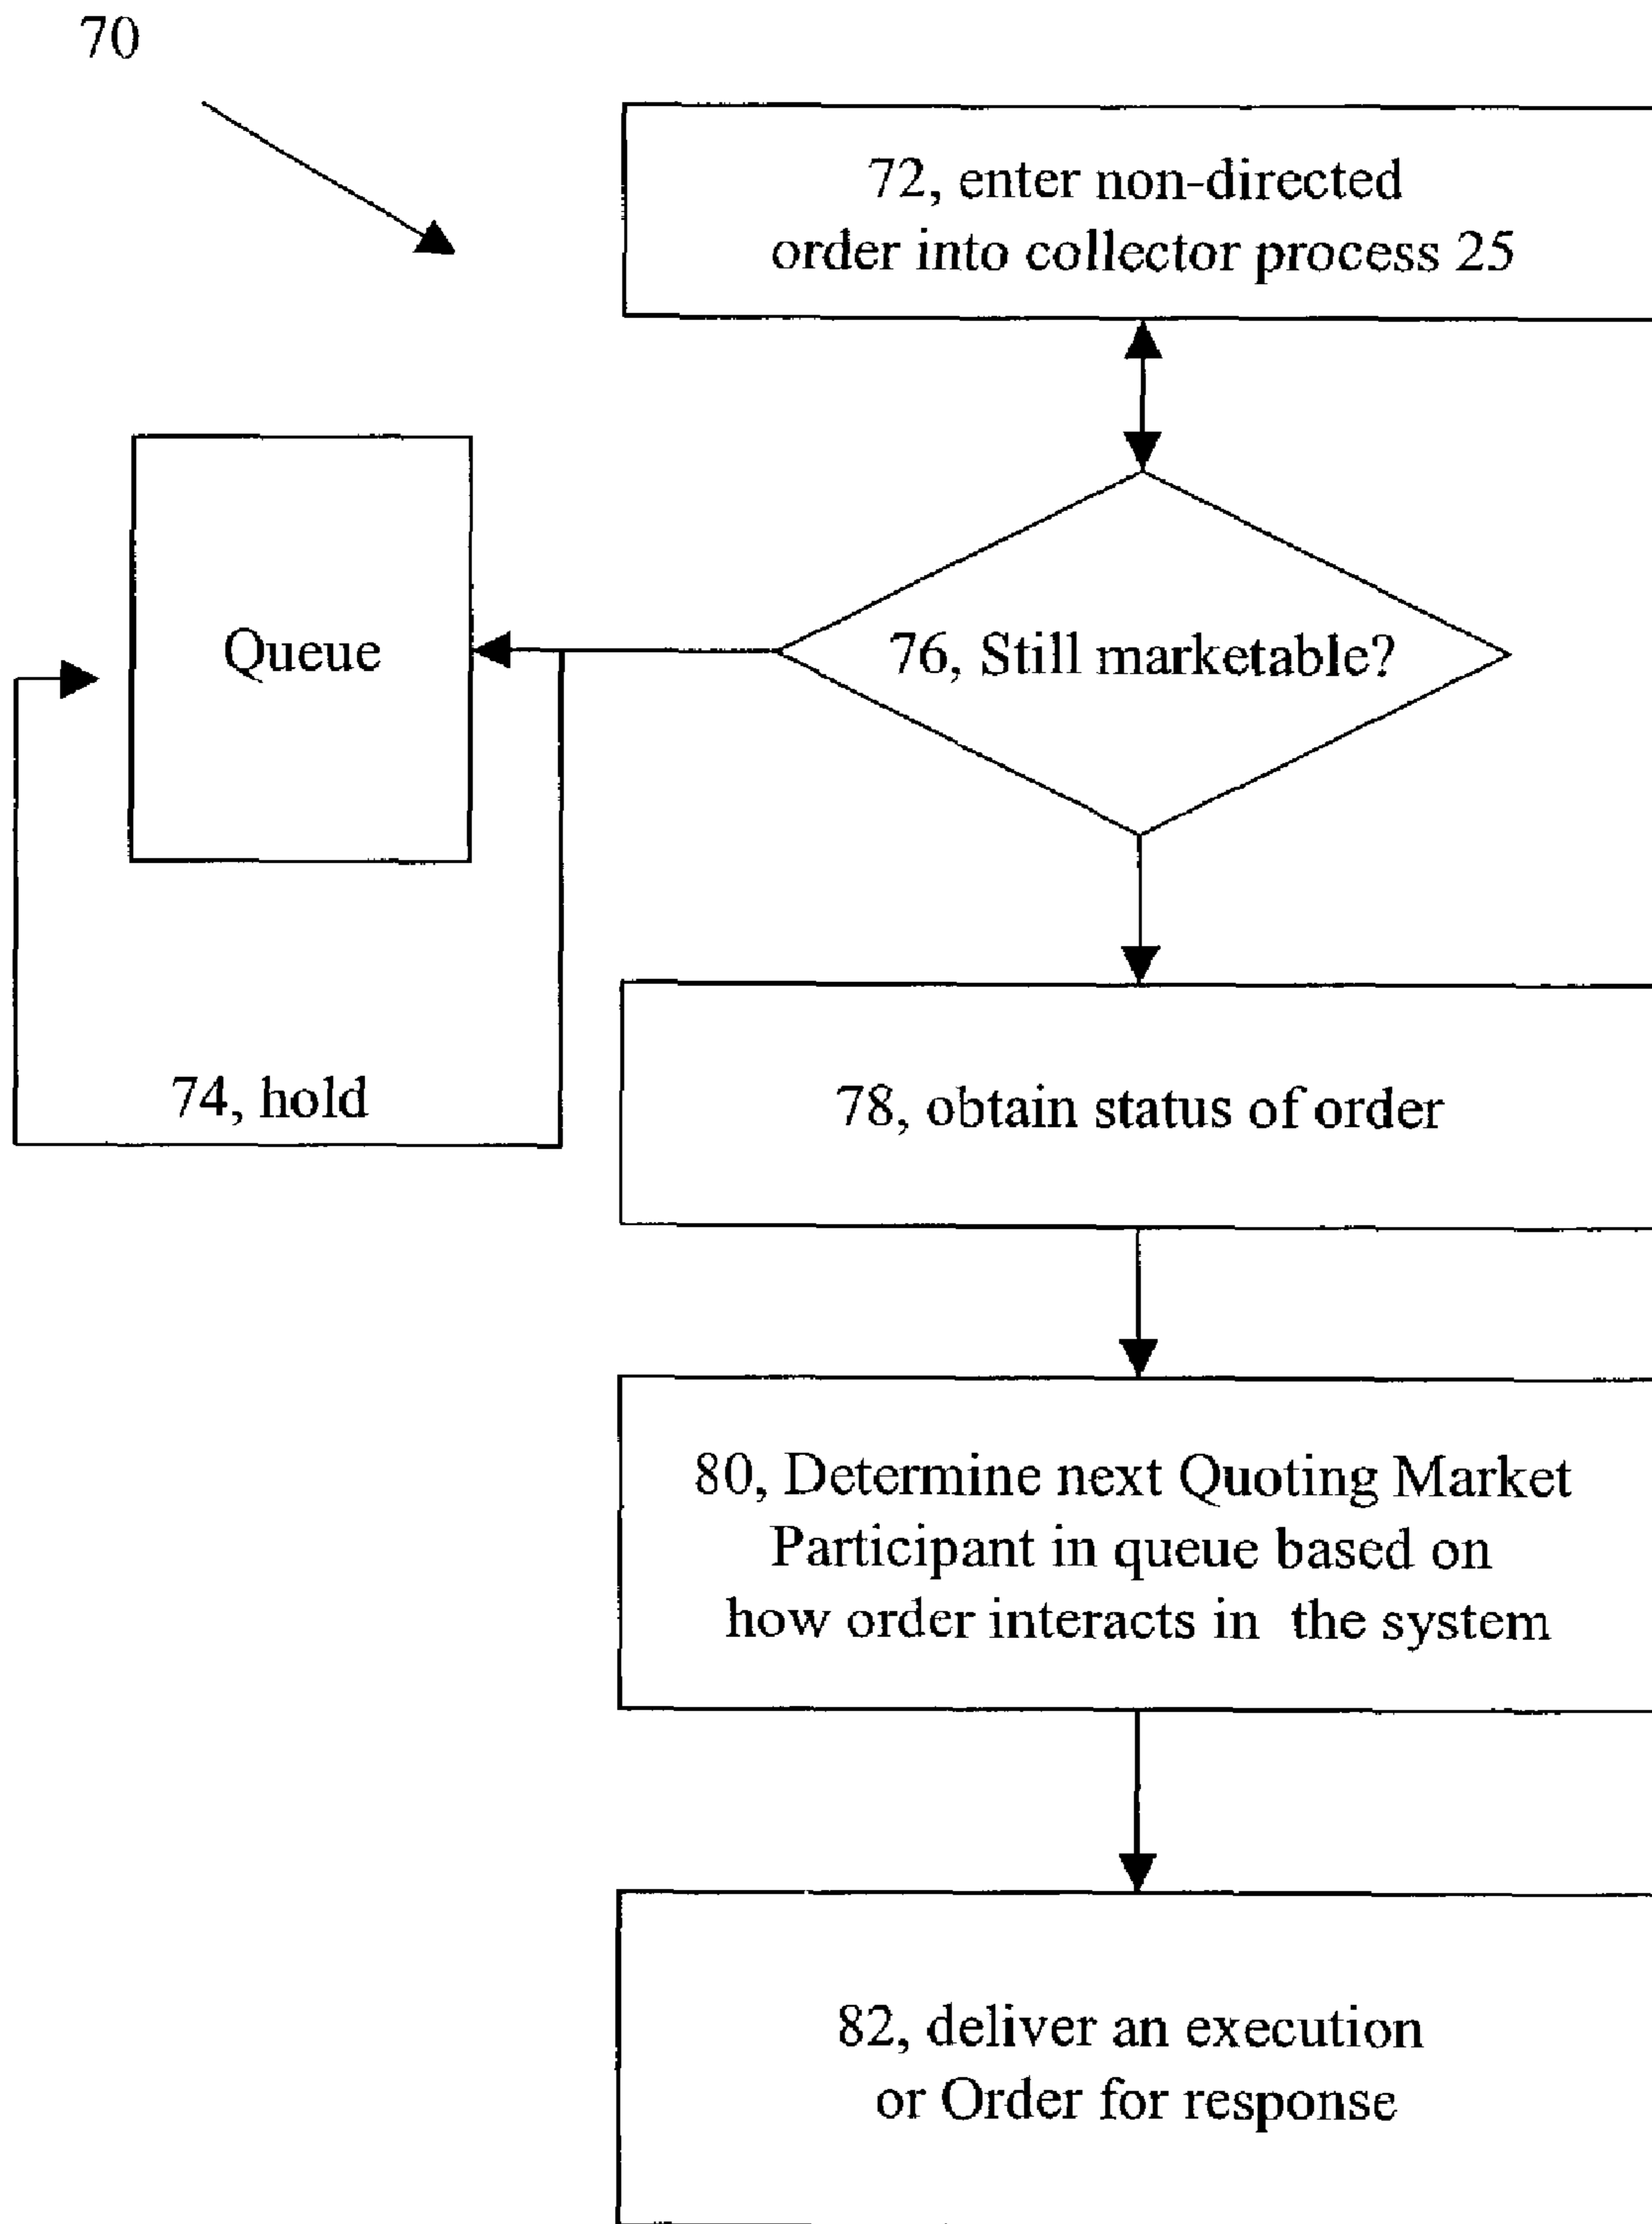 70
72, enter non-directed
order into collector process 25
Queue
76, Still marketable?
74, hold
78, obtain status of order
80, Determine next Quoting Market
Participant in queue based on
how order interacts in the system
82, deliver an execution
or Order for response